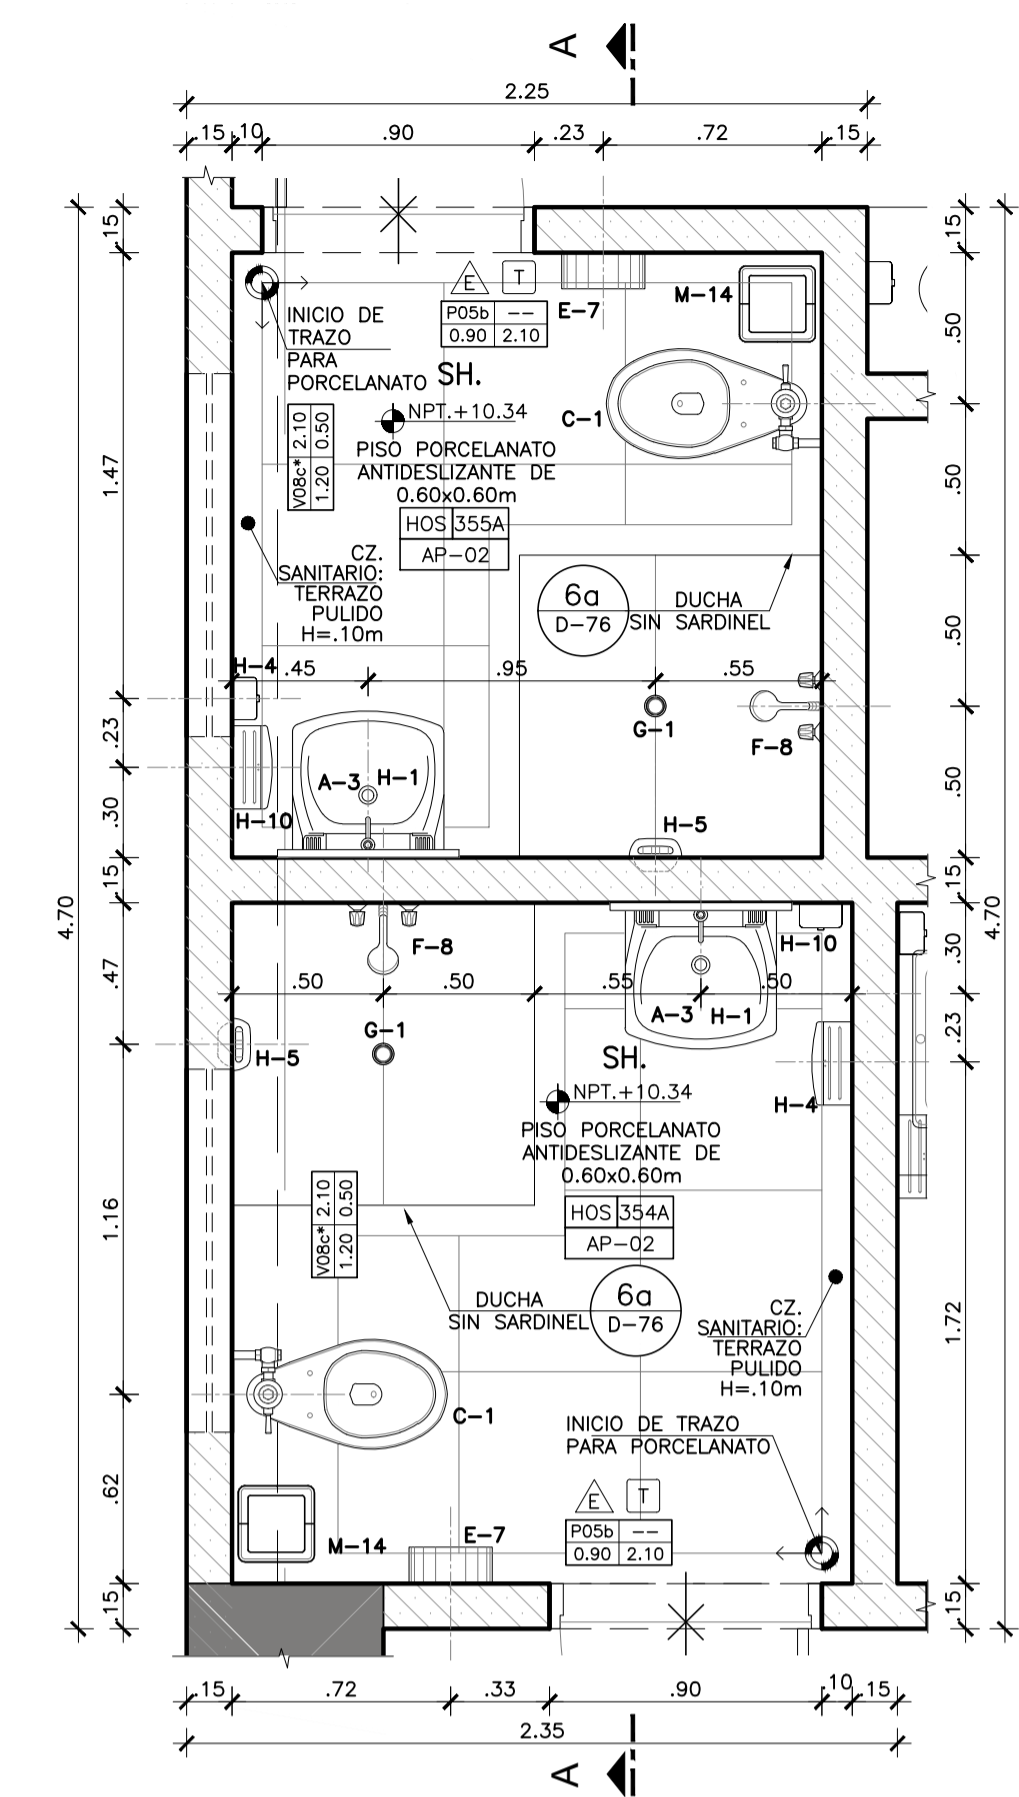 A
2.25
.15 .10 .90 .23 .72 .15
.15
.15
E T
E-7
M-14
P05b --
0.90 2.10
INICIO DE
TRAZO
PARA
PORCELANATO
SH.
.50
NPT.+10.34
C-1
V08c* 2.10
1.20 0.50
PISO PORCELANATO
ANTIDESLIZANTE DE
0.60x0.60m
1.47
.50
HOS 355A
AP-02
CZ.
SANITARIO:
TERRAZO
PULIDO
H=.10m
6a
D-76
DUCHA
SIN SARDINEL
.50
H-4
.45 .95 .55
.23
G-1
F-8
A-3 H-1
.50
.30
H-10
H-5
.15
.15
4.70
4.70
F-8
H-10
.30
.47
.50 .50 .55 .50
A-3 H-1
G-1
.23
H-5
SH.
NPT.+10.34
H-4
PISO PORCELANATO
ANTIDESLIZANTE DE
0.60x0.60m
V08c* 2.10
1.20 0.50
1.16
HOS 354A
AP-02
DUCHA
SIN SARDINEL
6a
D-76
CZ.
SANITARIO:
TERRAZO
PULIDO
H=.10m
1.72
C-1
INICIO DE TRAZO
PARA PORCELANATO
.62
E T
M-14
E-7
P05b --
0.90 2.10
.15
.15
.15 .72 .33 .90 .10 .15
2.35
A